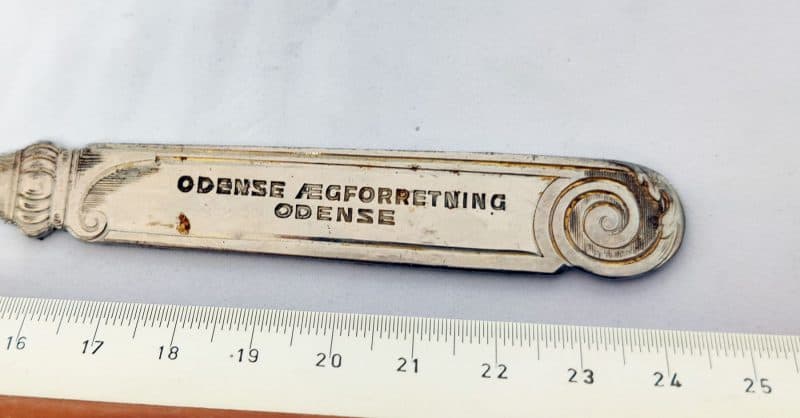 ODENSE ÆGFORRETNING
ODENSE
16 17 18 19 20 21 22 23 24 25